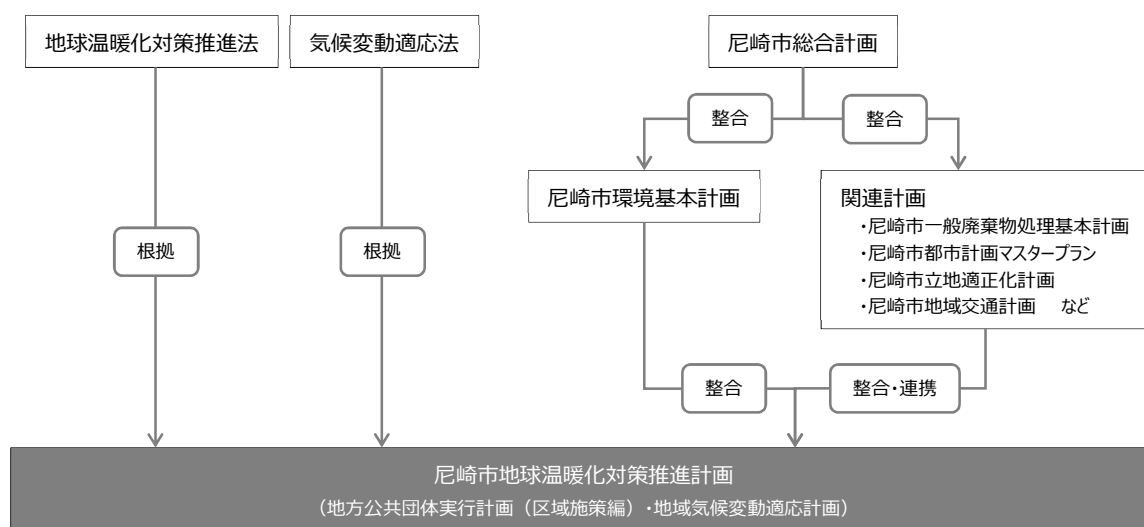 地球温暖化対策推進法
気候変動適応法
尼崎市総合計画
整合
整合
尼崎市環境基本計画
関連計画
・尼崎市一般廃棄物処理基本計画
・尼崎市都市計画マスタープラン
・尼崎市立地適正化計画
・尼崎市地域交通計画　など
根拠
根拠
整合
整合・連携
尼崎市地球温暖化対策推進計画
（地方公共団体実行計画（区域施策編）・地域気候変動適応計画）